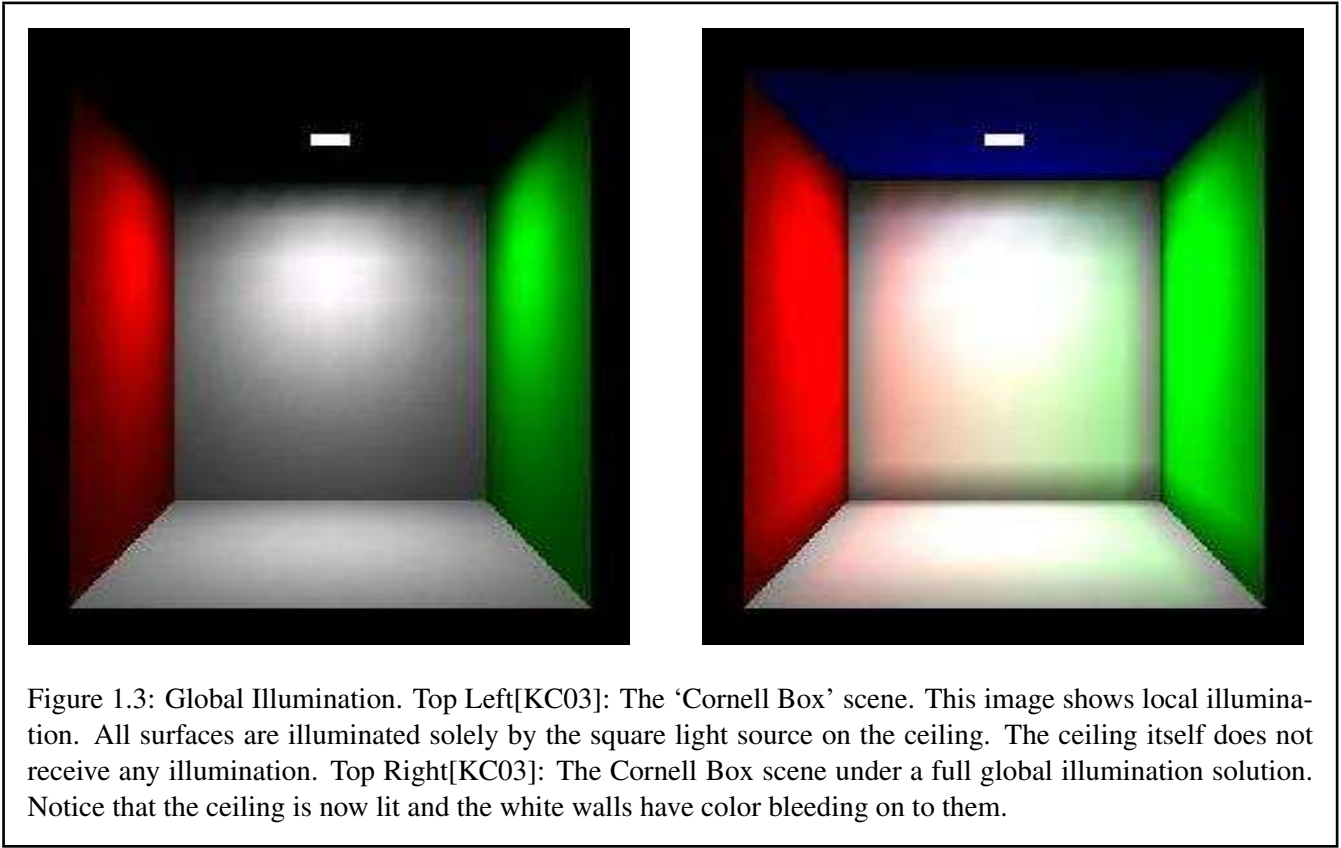 Figure 1.3: Global Illumination. Top Left[KC03]: The ‘Cornell Box’ scene. This image shows local illumina-
tion. All surfaces are illuminated solely by the square light source on the ceiling. The ceiling itself does not
receive any illumination. Top Right[KC03]: The Cornell Box scene under a full global illumination solution.
Notice that the ceiling is now lit and the white walls have color bleeding on to them.